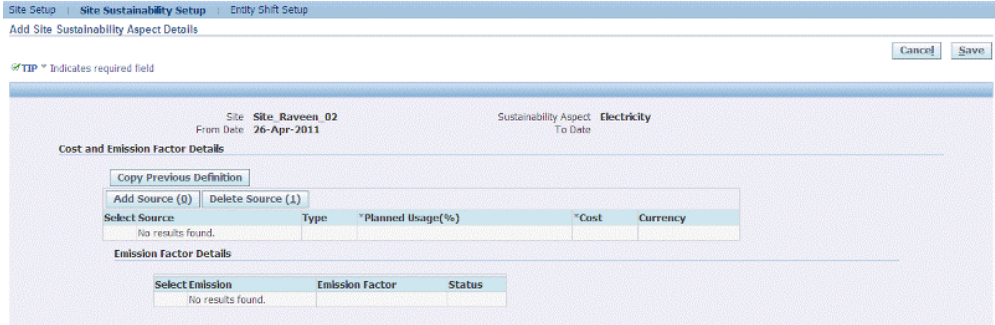 Site Setup | Site Sustainability Setup | Entity Shift Setup
Add Site Sustainability Aspect Details
Cancel Save
TIP * Indicates required field
Site Site_Raveen_02 Sustainability Aspect Electricity
From Date 26-Apr-2011 To Date
Cost and Emission Factor Details
Copy Previous Definition
Add Source (0) Delete Source (1)
Select Source Type *Planned Usage(%) *Cost Currency
No results found.
Emission Factor Details
Select Emission Emission Factor Status
No results found.